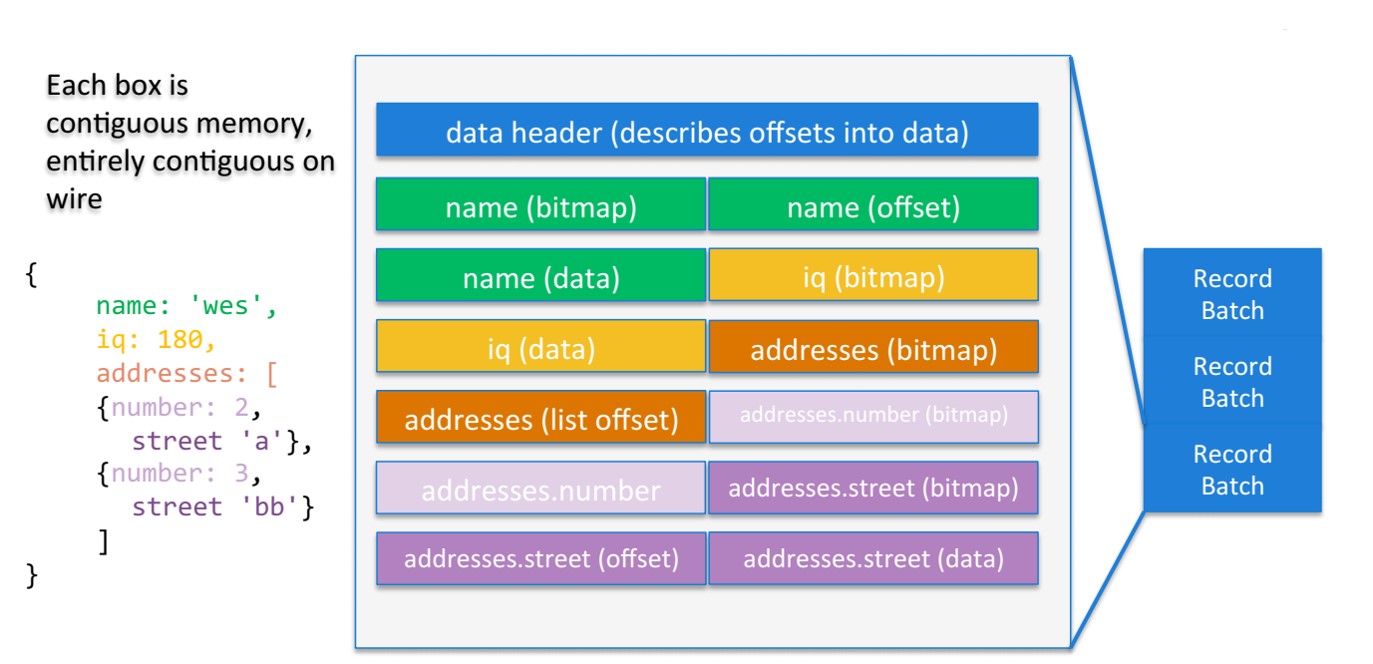 Each box is
contiguous memory,
entirely contiguous on
wire
{
name: 'wes',
iq: 180,
addresses: [
{number: 2,
street 'a'},
{number: 3,
street 'bb'}
]
}
data header (describes offsets into data)
name (bitmap)
name (offset)
name (data)
iq (bitmap)
iq (data)
addresses (bitmap)
addresses (list offset)
addresses.number (bitmap)
addresses.number
addresses.street (bitmap)
addresses.street (offset)
addresses.street (data)
Record
Batch
Record
Batch
Record
Batch